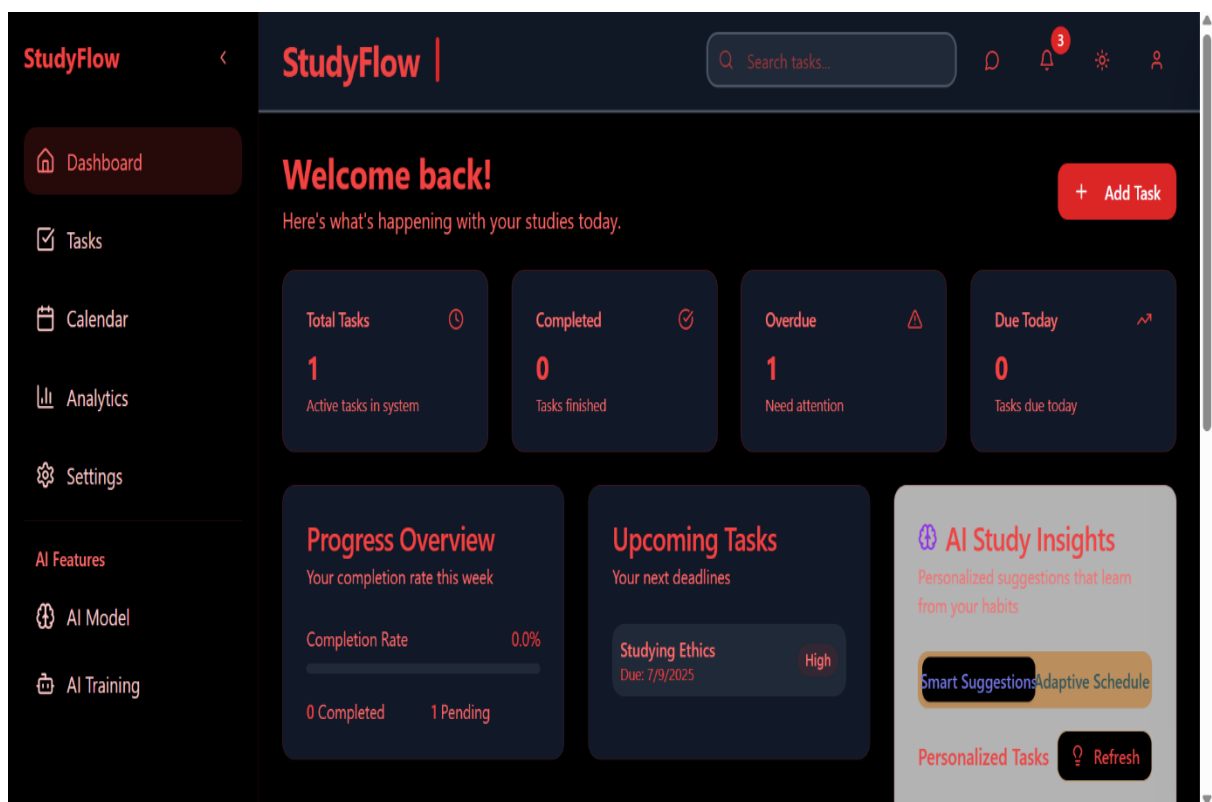 StudyFlow
Dashboard
Tasks
Calendar
Analytics
Settings
AI Features
AI Model
AI Training
StudyFlow
Search tasks...
3
Welcome back!
Here's what's happening with your studies today.
+ Add Task
Total Tasks
1
Active tasks in system
Completed
0
Tasks finished
Overdue
1
Need attention
Due Today
0
Tasks due today
Progress Overview
Your completion rate this week
Completion Rate 0.0%
0 Completed 1 Pending
Upcoming Tasks
Your next deadlines
Studying Ethics
Due: 7/9/2025
High
AI Study Insights
Personalized suggestions that learn
from your habits
Smart Suggestions Adaptive Schedule
Personalized Tasks Refresh